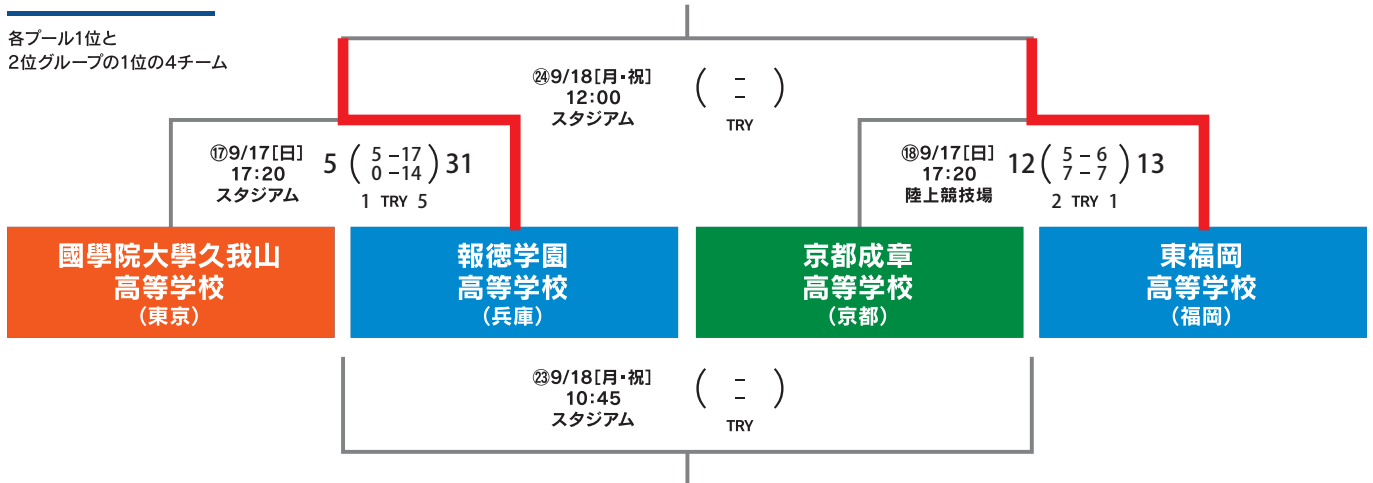 各プール1位と
2位グループの1位の4チーム
㉔9/18[月・祝]
12:00
スタジアム
( - - )
TRY
⑰9/17[日]
17:20
スタジアム
5 ( 5 - 17
0 - 14 ) 31
1 TRY 5
⑱9/17[日]
17:20
陸上競技場
12 ( 5 - 6
7 - 7 ) 13
2 TRY 1
國學院大學久我山
高等学校
(東京)
報徳学園
高等学校
(兵庫)
京都成章
高等学校
(京都)
東福岡
高等学校
(福岡)
㉓9/18[月・祝]
10:45
スタジアム
( - - )
TRY